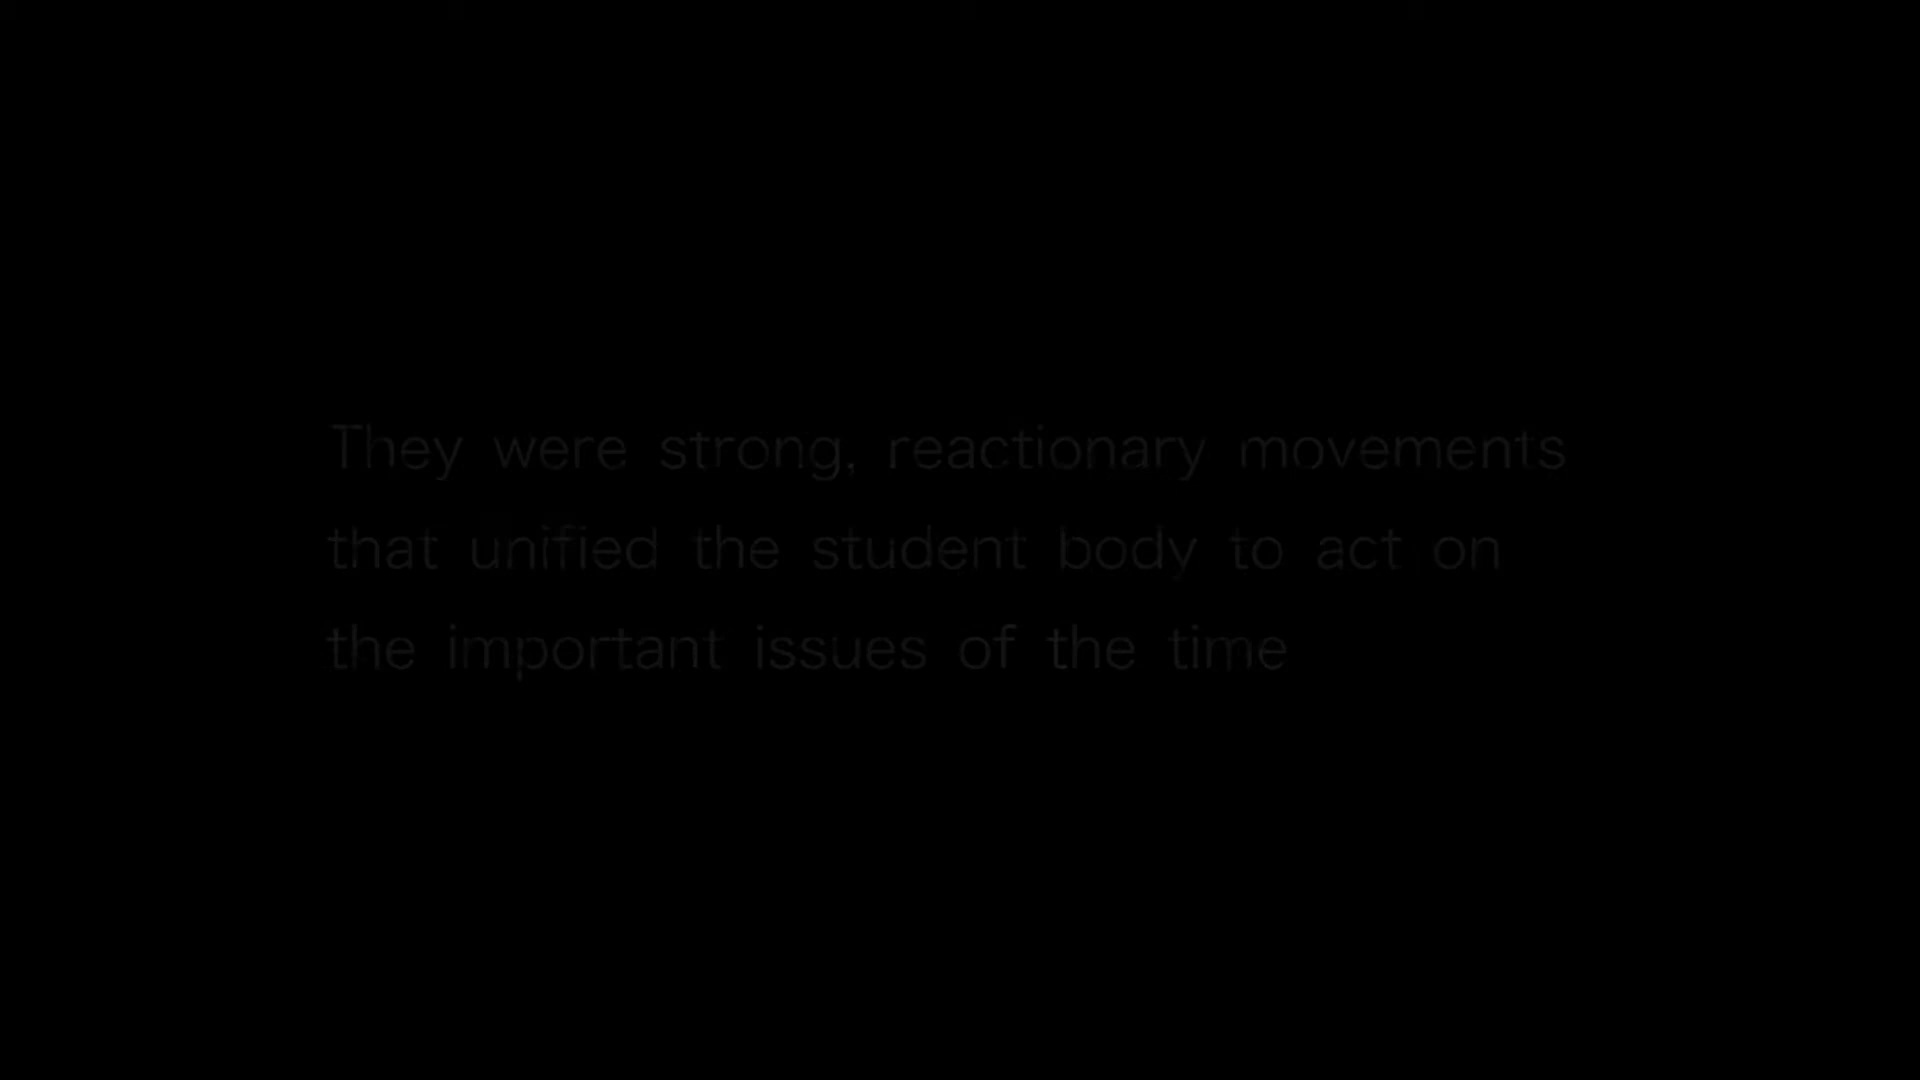 They were strong, reactionary movements
that unified the student body to act on
the important issues of the time